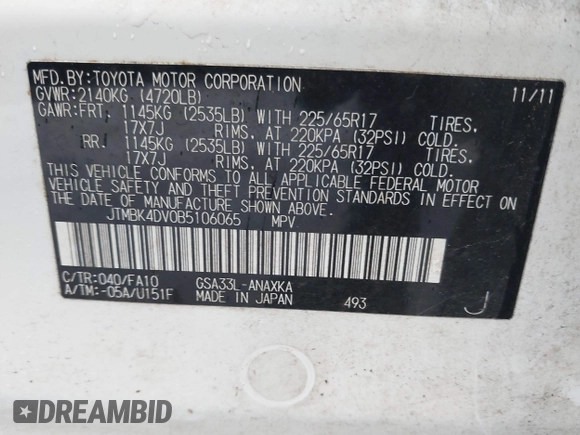 MFD.BY:TOYOTA MOTOR CORPORATION 11/11
GVWR:2140KG (4720LB)
GAWR:FRT. 1145KG (2535LB) WITH 225/65R17 TIRES,
17X7J RIMS, AT 220KPA (32PSI) COLD.
RR. 1145KG (2535LB) WITH 225/65R17 TIRES,
17X7J RIMS, AT 220KPA (32PSI) COLD.
THIS VEHICLE CONFORMS TO ALL APPLICABLE FEDERAL MOTOR
VEHICLE SAFETY AND THEFT PREVENTION STANDARDS IN EFFECT ON
THE DATE OF MANUFACTURE SHOWN ABOVE.
JTMBK4DV0B5106065 MPV
C/TR:040/FA10 GSA33L-ANAXKA
A/TM:-05A/U151F MADE IN JAPAN 493 J
DREAMBID